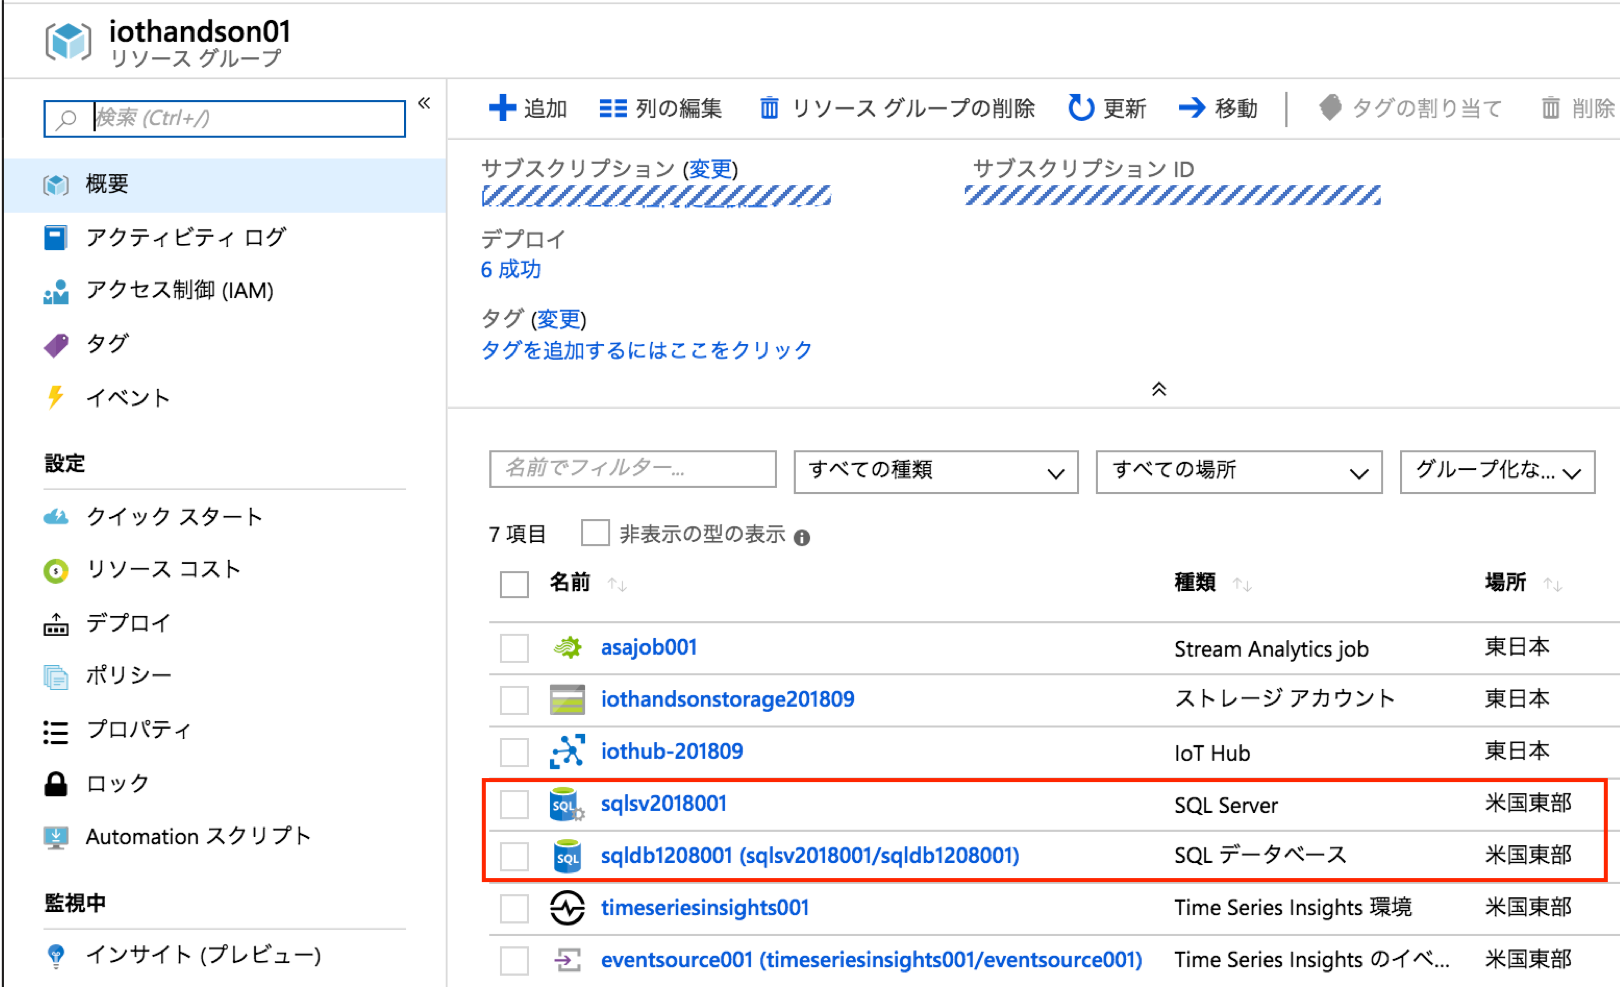 iothandson01
リソース グループ
検索 (Ctrl+/)
«
概要
アクティビティ ログ
アクセス制御 (IAM)
タグ
イベント
設定
クイック スタート
リソース コスト
デプロイ
ポリシー
プロパティ
ロック
Automation スクリプト
監視中
インサイト (プレビュー)
追加 列の編集 リソース グループの削除 更新 移動 タグの割り当て 削除
サブスクリプション (変更) サブスクリプション ID
デプロイ
6 成功
タグ (変更)
タグを追加するにはここをクリック
名前でフィルター... すべての種類 すべての場所 グループ化な...
7 項目 非表示の型の表示
名前 種類 場所
asajob001 Stream Analytics job 東日本
iothandsonstorage201809 ストレージ アカウント 東日本
iothub-201809 IoT Hub 東日本
SQL sqlsv2018001 SQL Server 米国東部
SQL sqldb1208001 (sqlsv2018001/sqldb1208001) SQL データベース 米国東部
timeseriesinsights001 Time Series Insights 環境 米国東部
eventsource001 (timeseriesinsights001/eventsource001) Time Series Insights のイベ... 米国東部